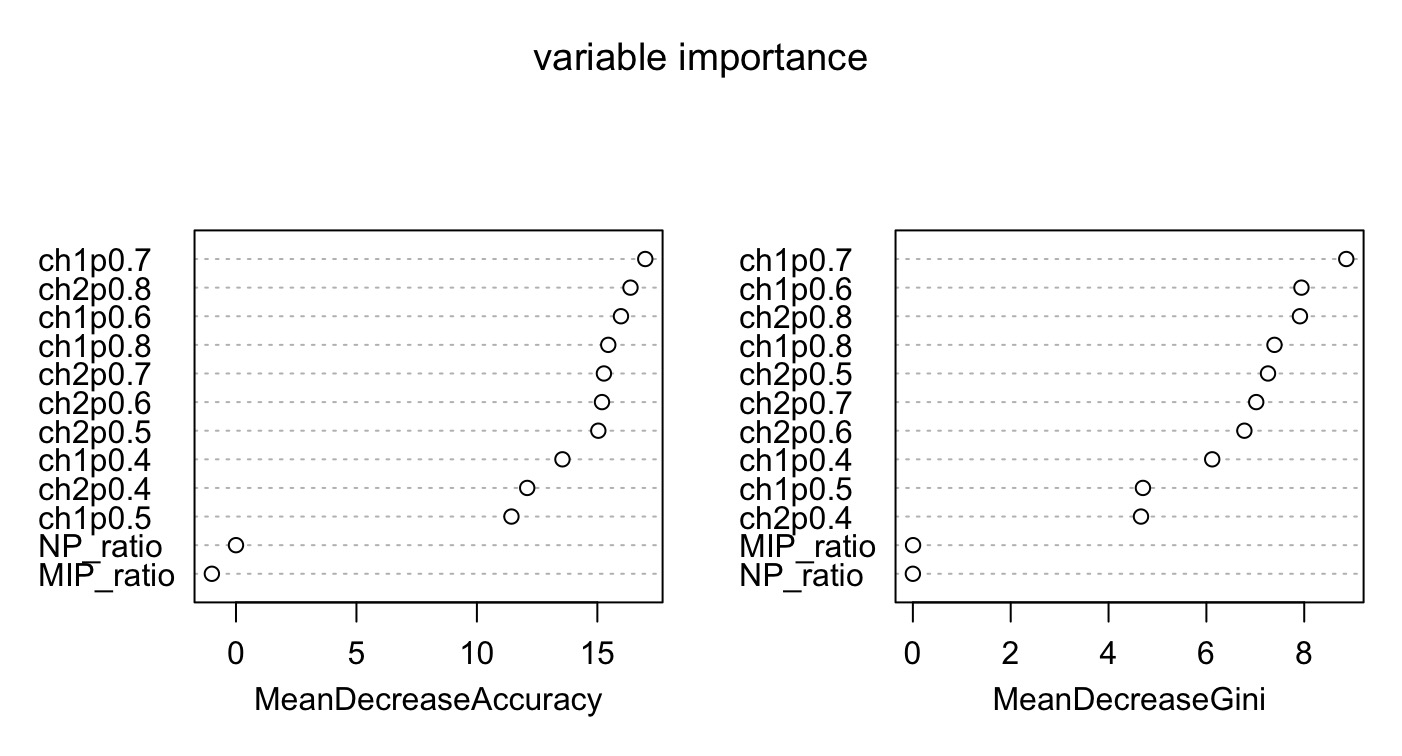 variable importance
ch1p0.7
ch2p0.8
ch1p0.6
ch1p0.8
ch2p0.7
ch2p0.6
ch2p0.5
ch1p0.4
ch2p0.4
ch1p0.5
NP_ratio
MIP_ratio
0 5 10 15
MeanDecreaseAccuracy
ch1p0.7
ch1p0.6
ch2p0.8
ch1p0.8
ch2p0.5
ch2p0.7
ch2p0.6
ch1p0.4
ch1p0.5
ch2p0.4
MIP_ratio
NP_ratio
0 2 4 6 8
MeanDecreaseGini